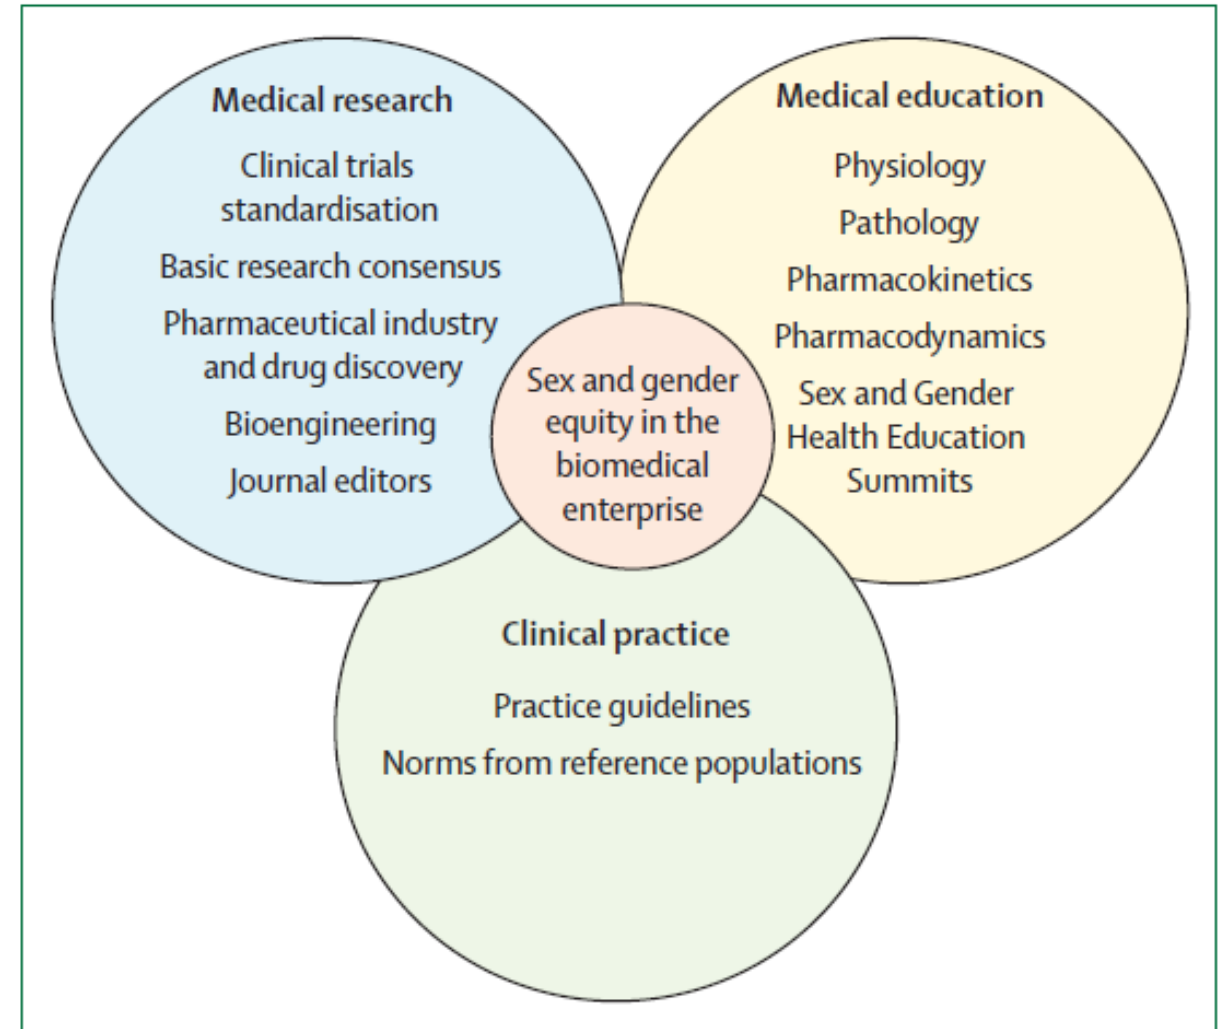 Medical research
Clinical trials
standardisation
Basic research consensus
Pharmaceutical industry
and drug discovery
Bioengineering
Journal editors
Medical education
Physiology
Pathology
Pharmacokinetics
Pharmacodynamics
Sex and Gender
Health Education
Summits
Sex and gender
equity in the
biomedical
enterprise
Clinical practice
Practice guidelines
Norms from reference populations